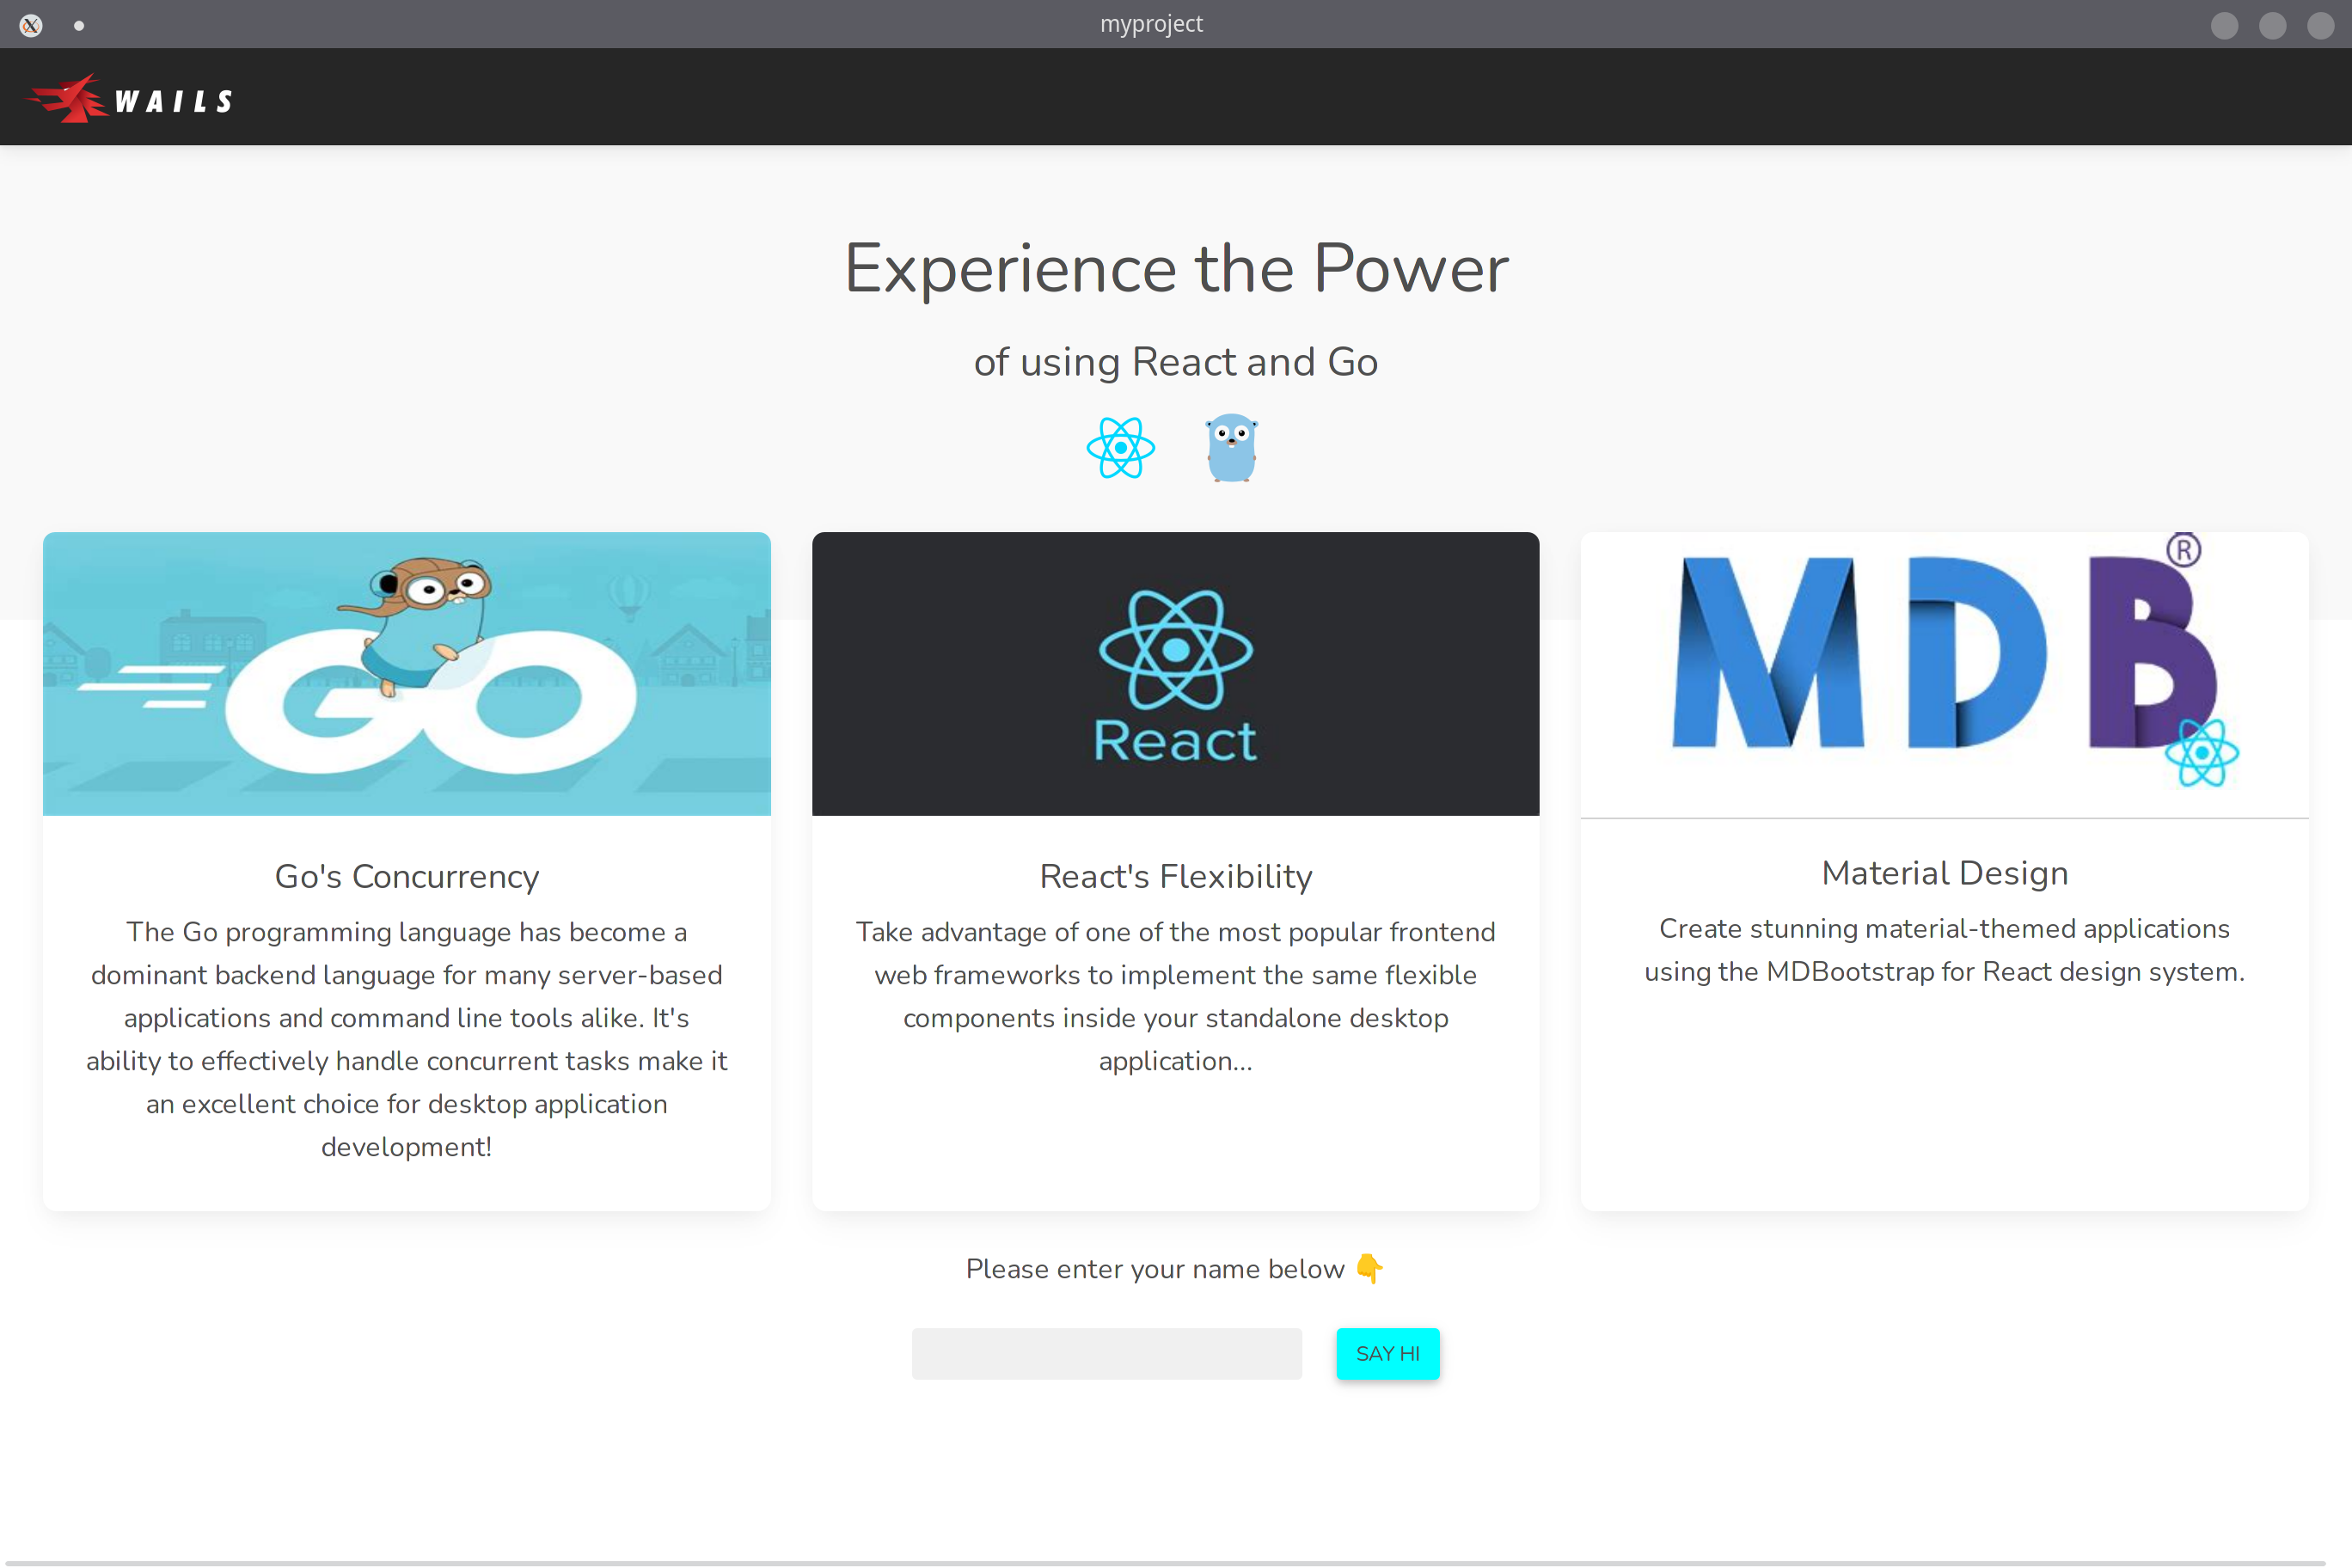 myproject
WAILS
Experience the Power
of using React and Go
GO
Go's Concurrency
The Go programming language has become a
dominant backend language for many server-based
applications and command line tools alike. It's
ability to effectively handle concurrent tasks make it
an excellent choice for desktop application
development!
React
React's Flexibility
Take advantage of one of the most popular frontend
web frameworks to implement the same flexible
components inside your standalone desktop
application...
MDB®
Material Design
Create stunning material-themed applications
using the MDBootstrap for React design system.
Please enter your name below 👇
SAY HI